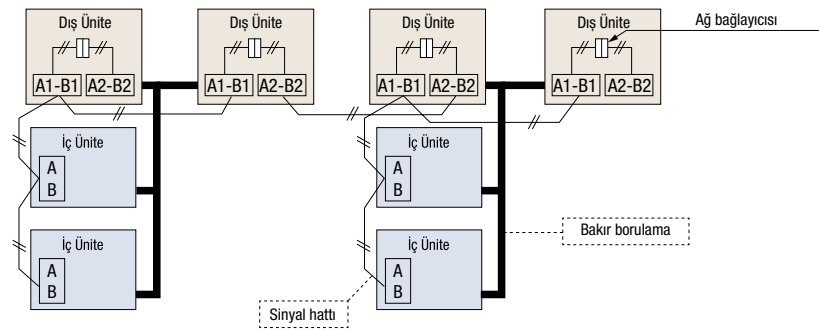 Dış Ünite
A1-B1 A2-B2
Dış Ünite
A1-B1 A2-B2
Dış Ünite
A1-B1 A2-B2
Dış Ünite
A1-B1 A2-B2
Ağ bağlayıcısı
İç Ünite
A
B
İç Ünite
A
B
İç Ünite
A
B
İç Ünite
A
B
Bakır borulama
Sinyal hattı